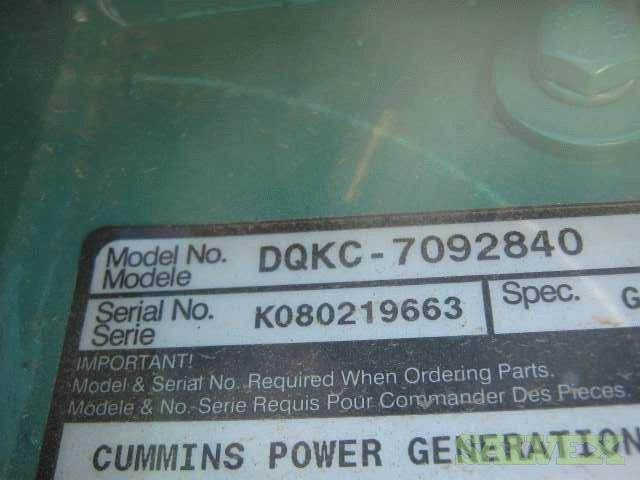 Model No. DQKC-7092840
Modele
Serial No. K080219663 Spec. G
Serie
IMPORTANT!
Model & Serial No. Required When Ordering Parts.
Modele & No. Serie Requis Pour Commander Des Pieces.
CUMMINS POWER GENERATION